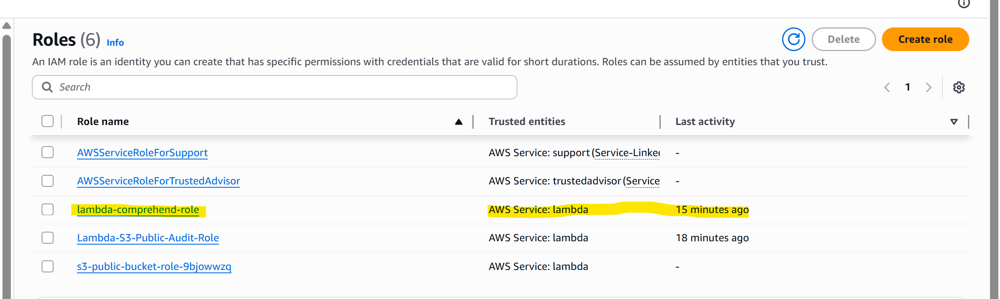 Roles (6) Info
Delete
Create role
An IAM role is an identity you can create that has specific permissions with credentials that are valid for short durations. Roles can be assumed by entities that you trust.
Search
1
Role name Trusted entities Last activity
AWSServiceRoleForSupport AWS Service: support (Service-Linked -
AWSServiceRoleForTrustedAdvisor AWS Service: trustedadvisor (Service -
lambda-comprehend-role AWS Service: lambda 15 minutes ago
Lambda-S3-Public-Audit-Role AWS Service: lambda 18 minutes ago
s3-public-bucket-role-9bjowwzq AWS Service: lambda -